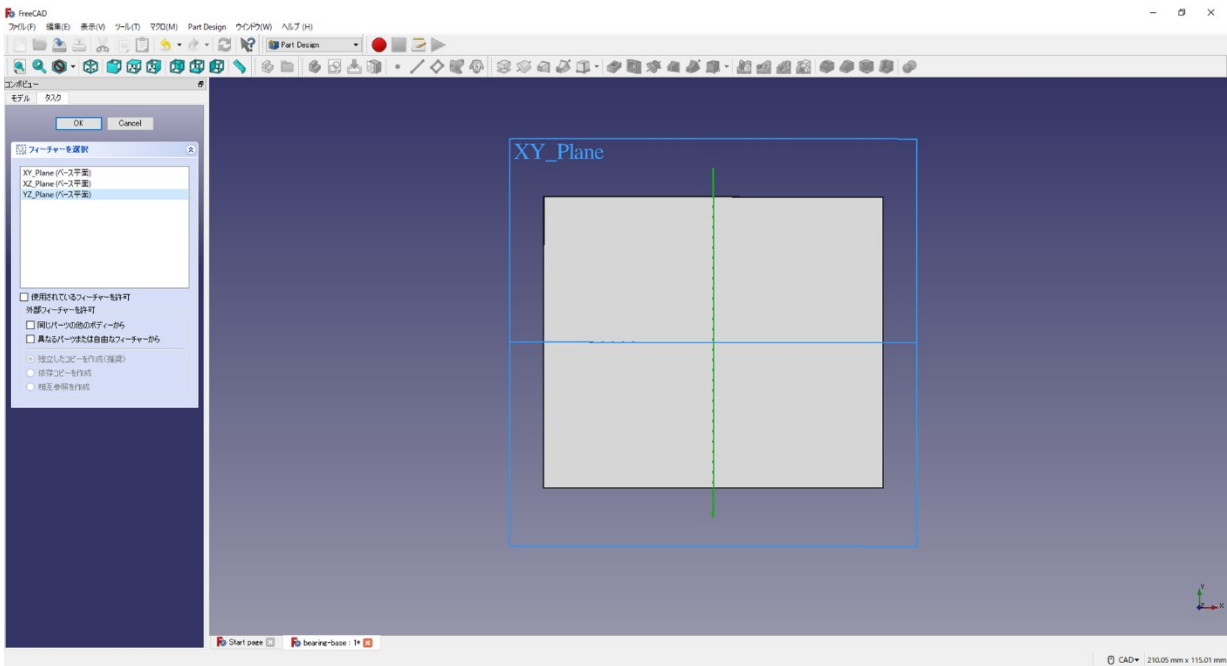 FreeCAD
ファイル(F) 編集(E) 表示(V) ツール(T) マクロ(M) Part Design ウインドウ(W) ヘルプ(H)
Part Design
コンボビュー
モデル タスク
OK Cancel
フィーチャーを選択
XY_Plane (ベース平面)
XZ_Plane (ベース平面)
YZ_Plane (ベース平面)
使用されているフィーチャーを許可
外部フィーチャーを許可
同じパーツの他のボディーから
異なるパーツまたは自由なフィーチャーから
独立したコピーを作成(推奨)
依存コピーを作成
相互参照を作成
XY_Plane
Y
Z X
Start page bearing-base : 1*
CAD 210.05 mm x 115.01 mm